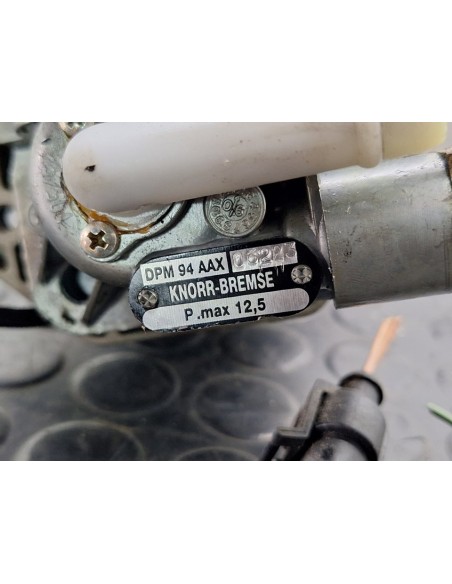 DPM 94 AAX
KNORR-BREMSE
P.max 12,5